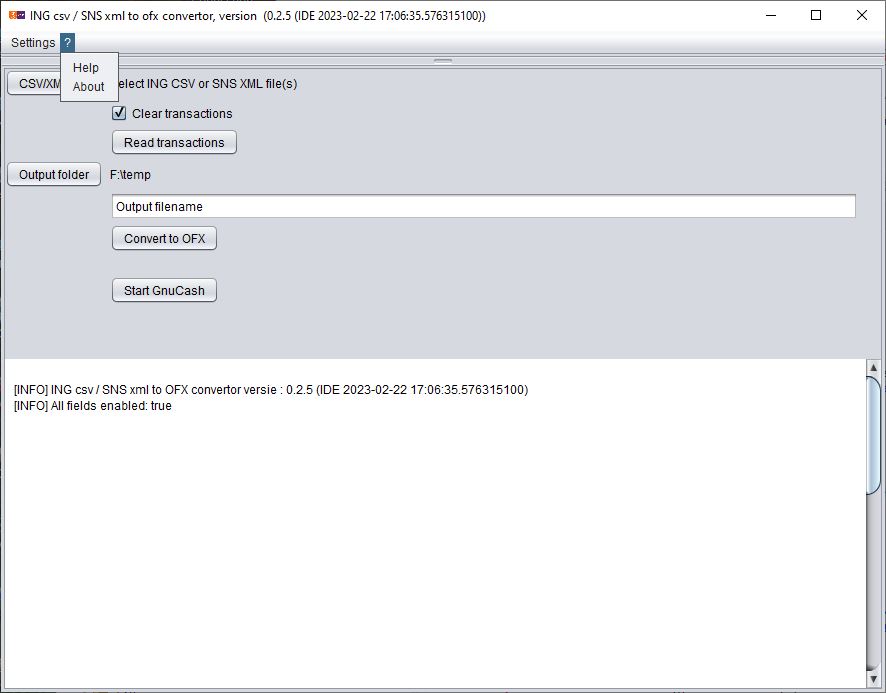 ING csv / SNS xml to ofx convertor, version (0.2.5 (IDE 2023-02-22 17:06:35.576315100))
Settings ?
Help
About
CSV/XM elect ING CSV or SNS XML file(s)
Clear transactions
Read transactions
Output folder F:\temp
Output filename
Convert to OFX
Start GnuCash
[INFO] ING csv / SNS xml to OFX convertor versie : 0.2.5 (IDE 2023-02-22 17:06:35.576315100)
[INFO] All fields enabled: true